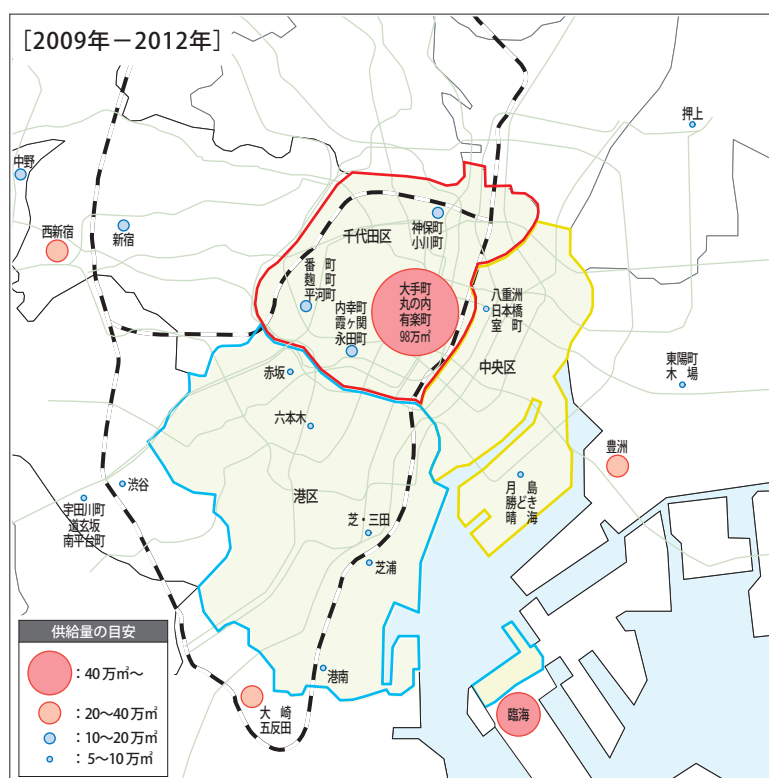 [2009年－2012年]
押上
中野
西新宿
新宿
千代田区
神保町
小川町
番　町
麹　町
平河町
内幸町
霞ヶ関
永田町
大手町
丸の内
有楽町
98万㎡
八重洲
日本橋
室　町
中央区
東陽町
木　場
赤坂
六本木
豊洲
月　島
勝どき
晴　海
渋谷
宇田川町
道玄坂
南平台町
港区
芝・三田
芝浦
港南
大　崎
五反田
臨海
供給量の目安
：40万㎡～
：20～40万㎡
：10～20万㎡
：5～10万㎡